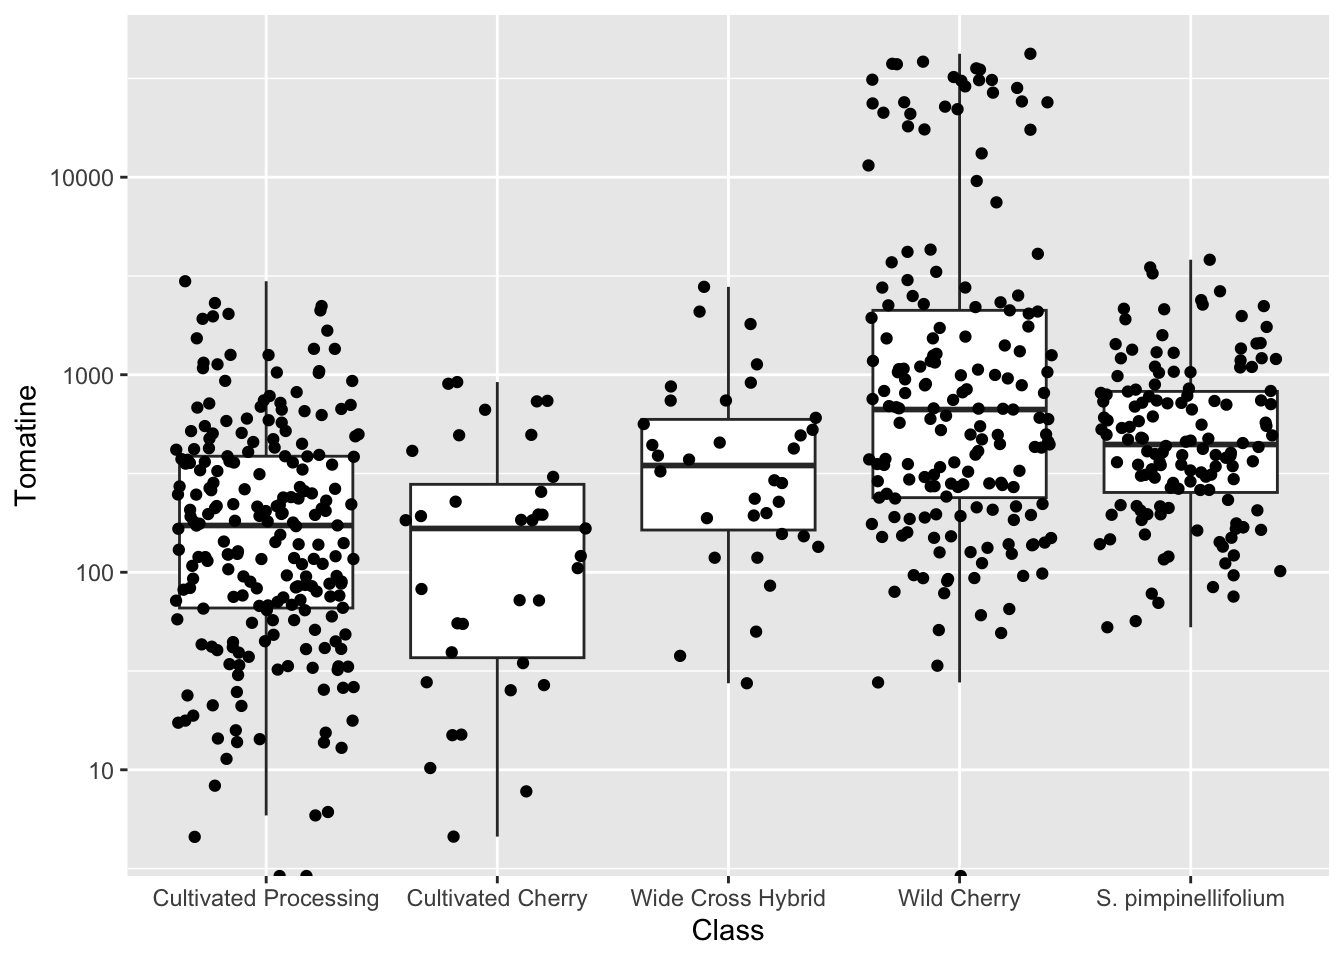 Tomatine
10000
1000
100
10
Cultivated Processing Cultivated Cherry Wide Cross Hybrid Wild Cherry S. pimpinellifolium
Class